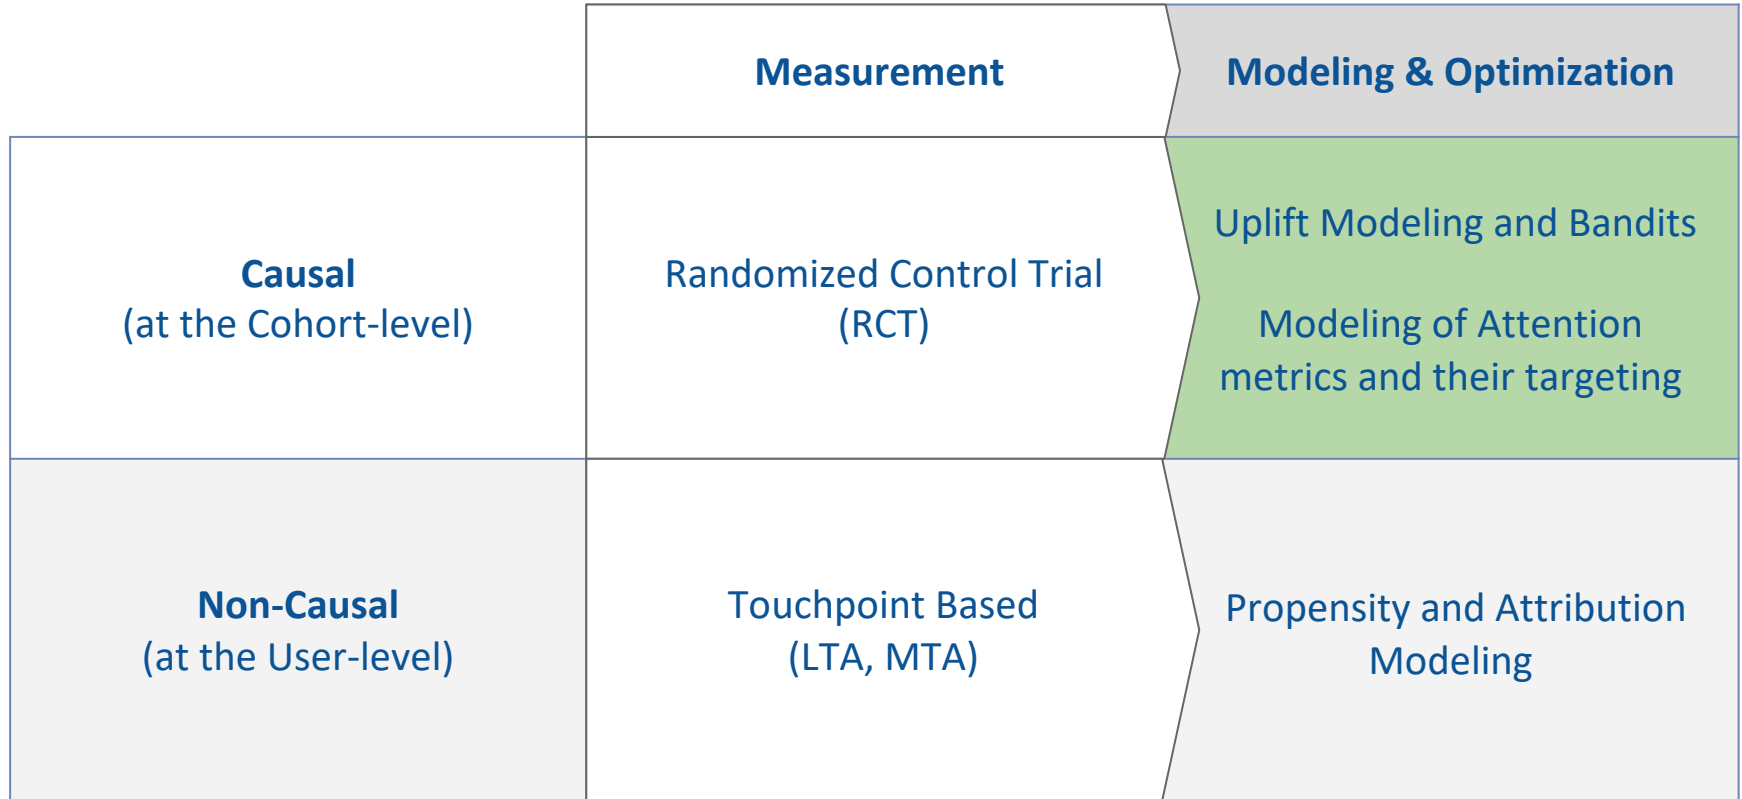 Measurement
Modeling & Optimization
Causal
(at the Cohort-level)
Randomized Control Trial
(RCT)
Uplift Modeling and Bandits
Modeling of Attention
metrics and their targeting
Non-Causal
(at the User-level)
Touchpoint Based
(LTA, MTA)
Propensity and Attribution
Modeling